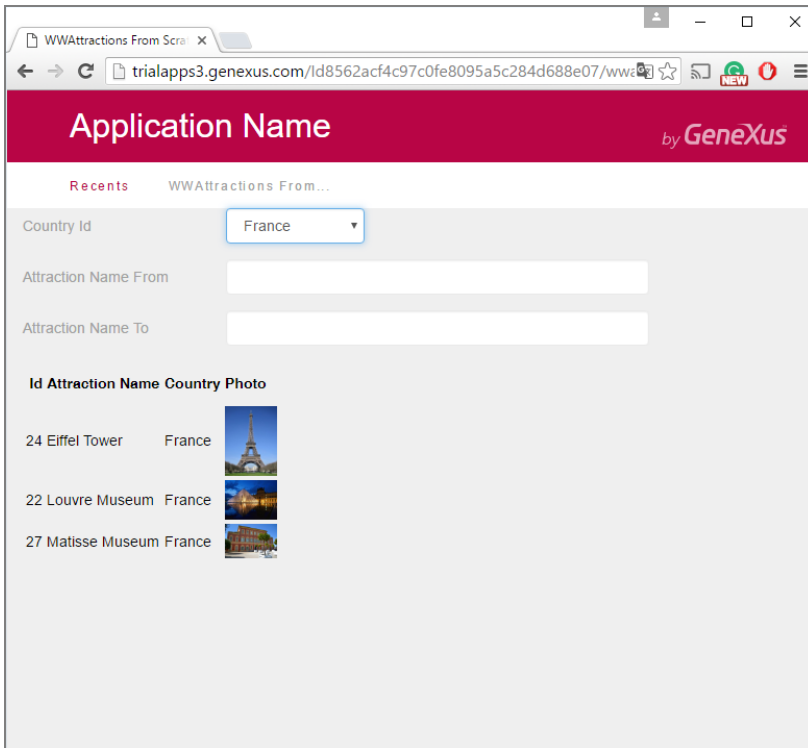 WWAttractions From Scra
trialapps3.genexus.com/Id8562acf4c97c0fe8095a5c284d688e07/wwa
NEW
Application Name
by GeneXus
Recents WWAttractions From...
Country Id France
Attraction Name From
Attraction Name To
Id Attraction Name Country Photo
24 Eiffel Tower France
22 Louvre Museum France
27 Matisse Museum France